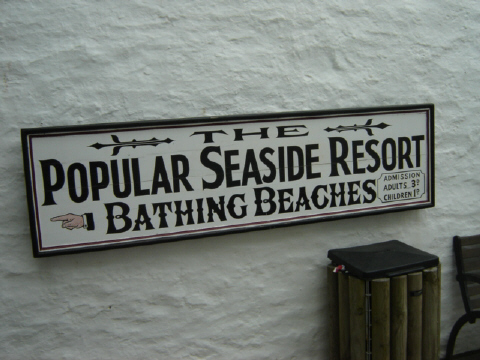 THE
POPULAR SEASIDE RESORT
BATHING BEACHES
ADMISSION
ADULTS 3D
CHILDREN 1D